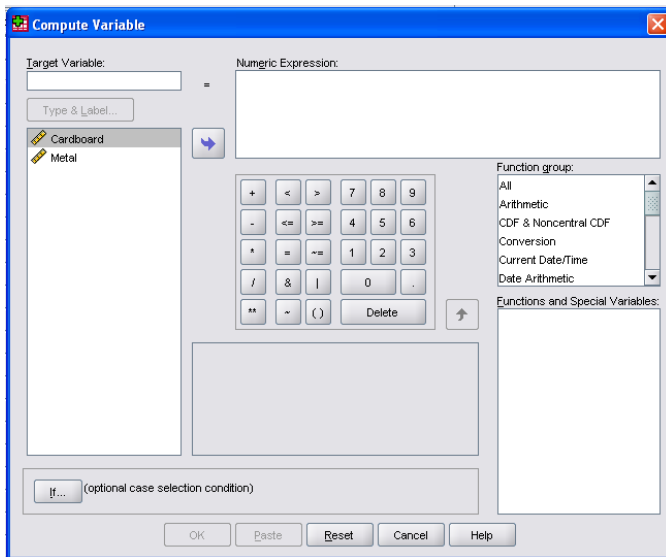 Compute Variable
Target Variable:
Numeric Expression:
=
Type & Label...
Cardboard
Metal
Function group:
All
Arithmetic
CDF & Noncentral CDF
Conversion
Current Date/Time
Date Arithmetic
+ < > 7 8 9
- <= >= 4 5 6
* = ~= 1 2 3
/ & | 0 .
** ~ ( ) Delete
Functions and Special Variables:
If... (optional case selection condition)
OK Paste Reset Cancel Help